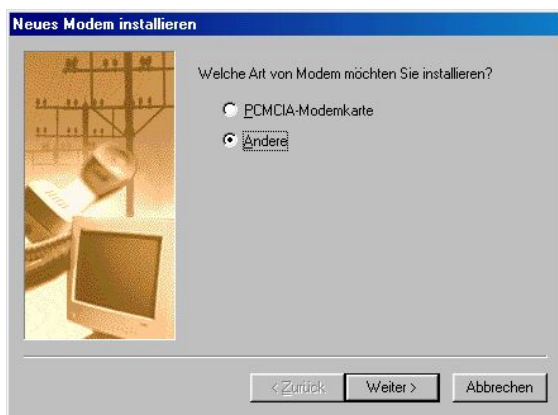 Neues Modem installieren
Welche Art von Modem möchten Sie installieren?
PCMCIA-Modemkarte
Andere
< Zurück
Weiter >
Abbrechen